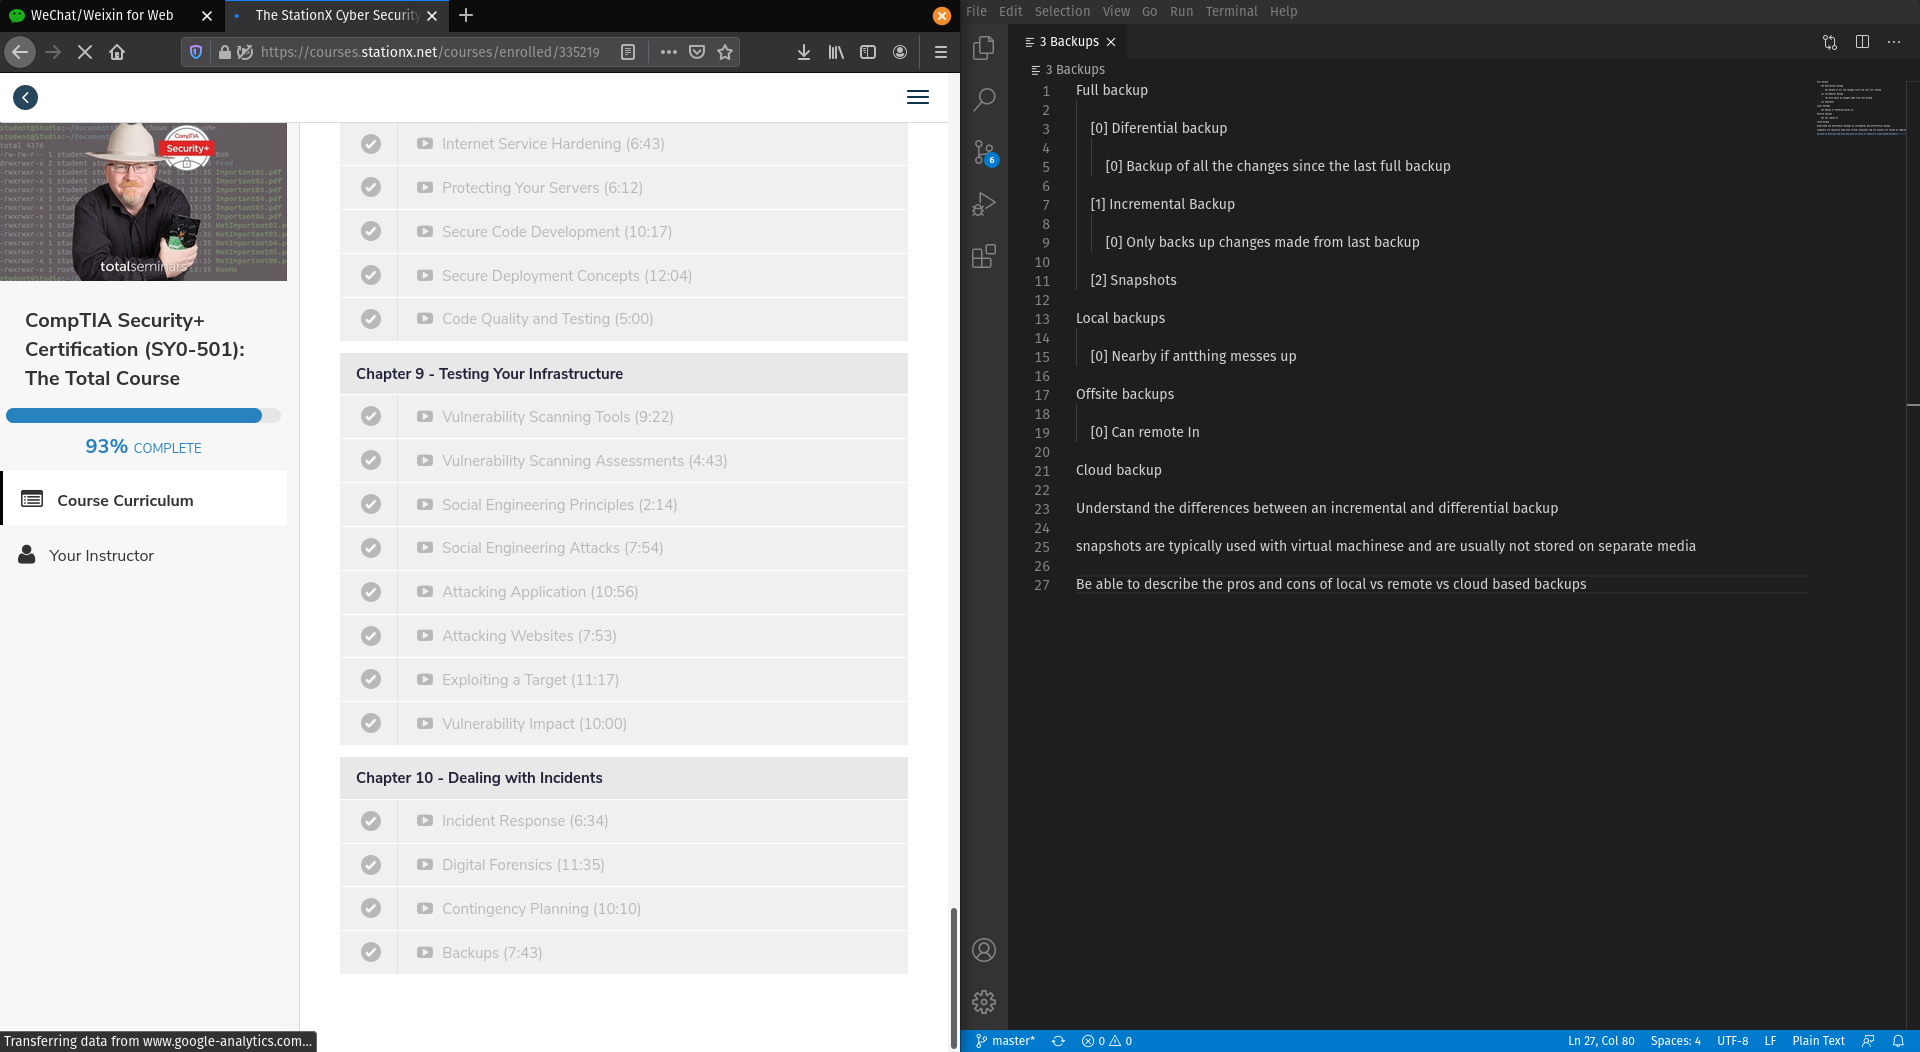 WeChat/Weixin for Web
The StationX Cyber Security
https://courses.stationx.net/courses/enrolled/335219
CompTIA
Security+
totalseminars
CompTIA Security+
Certification (SY0-501):
The Total Course
93% COMPLETE
Course Curriculum
Your Instructor
Internet Service Hardening (6:43)
Protecting Your Servers (6:12)
Secure Code Development (10:17)
Secure Deployment Concepts (12:04)
Code Quality and Testing (5:00)
Chapter 9 - Testing Your Infrastructure
Vulnerability Scanning Tools (9:22)
Vulnerability Scanning Assessments (4:43)
Social Engineering Principles (2:14)
Social Engineering Attacks (7:54)
Attacking Application (10:56)
Attacking Websites (7:53)
Exploiting a Target (11:17)
Vulnerability Impact (10:00)
Chapter 10 - Dealing with Incidents
Incident Response (6:34)
Digital Forensics (11:35)
Contingency Planning (10:10)
Backups (7:43)
Transferring data from www.google-analytics.com...
File Edit Selection View Go Run Terminal Help
3 Backups
3 Backups
6
1 Full backup
2
3 [0] Diferential backup
4
5 [0] Backup of all the changes since the last full backup
6
7 [1] Incremental Backup
8
9 [0] Only backs up changes made from last backup
10
11 [2] Snapshots
12
13 Local backups
14
15 [0] Nearby if antthing messes up
16
17 Offsite backups
18
19 [0] Can remote In
20
21 Cloud backup
22
23 Understand the differences between an incremental and differential backup
24
25 snapshots are typically used with virtual machinese and are usually not stored on separate media
26
27 Be able to describe the pros and cons of local vs remote vs cloud based backups
master* 0 0 Ln 27, Col 80 Spaces: 4 UTF-8 LF Plain Text